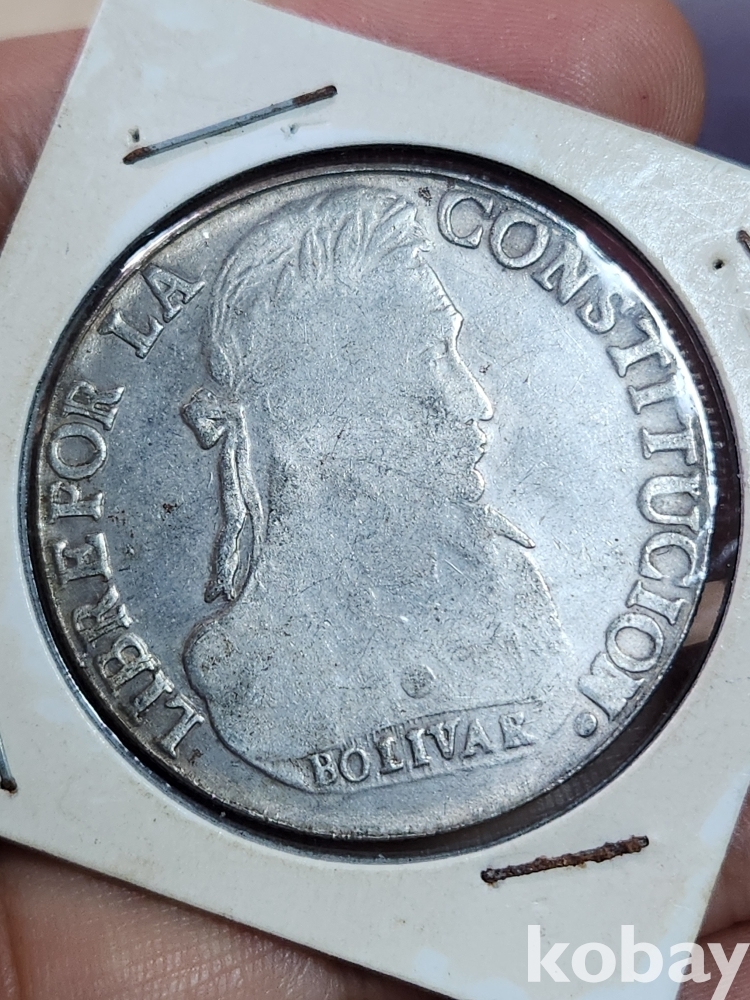 LIBRE POR LA CONSTITUCION.
BOLIVAR
kobay